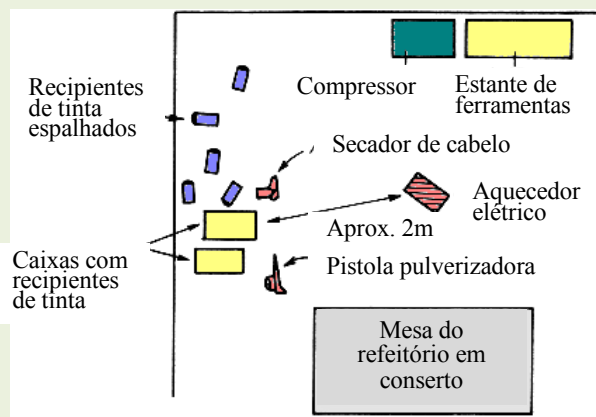 Recipientes
de tinta
espalhados
Compressor
Estante de
ferramentas
Secador de cabelo
Aquecedor
elétrico
Aprox. 2m
Caixas com
recipientes
de tinta
Pistola pulverizadora
Mesa do
refeitório em
conserto